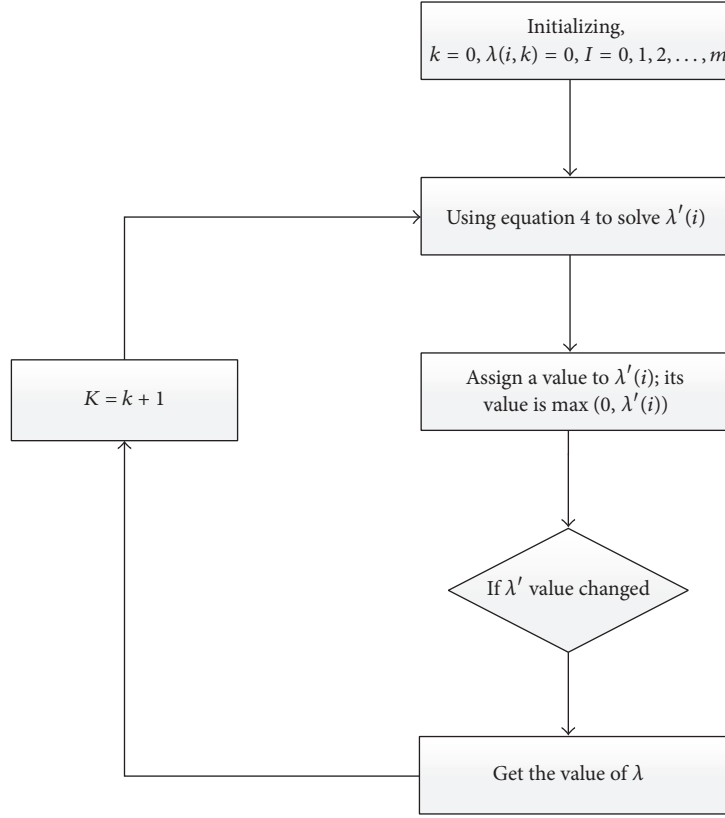 Initializing,
k = 0, λ(i, k) = 0, I = 0, 1, 2, . . . , m
Using equation 4 to solve λ′(i)
Assign a value to λ′(i); its
value is max (0, λ′(i))
K = k + 1
If λ′ value changed
Get the value of λ